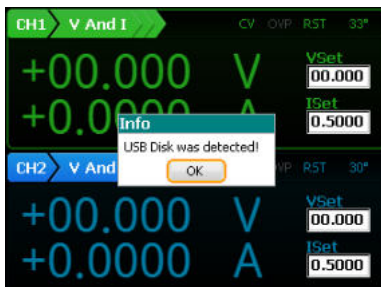 CH1 V And I CV OVP RST 33°
+00.000 V VSet
00.000
+0.0 A ISet
0.5000
Info
USB Disk was detected!
OK
CH2 V And OVP RST 30°
+00.000 V VSet
00.000
+0.0000 A ISet
0.5000